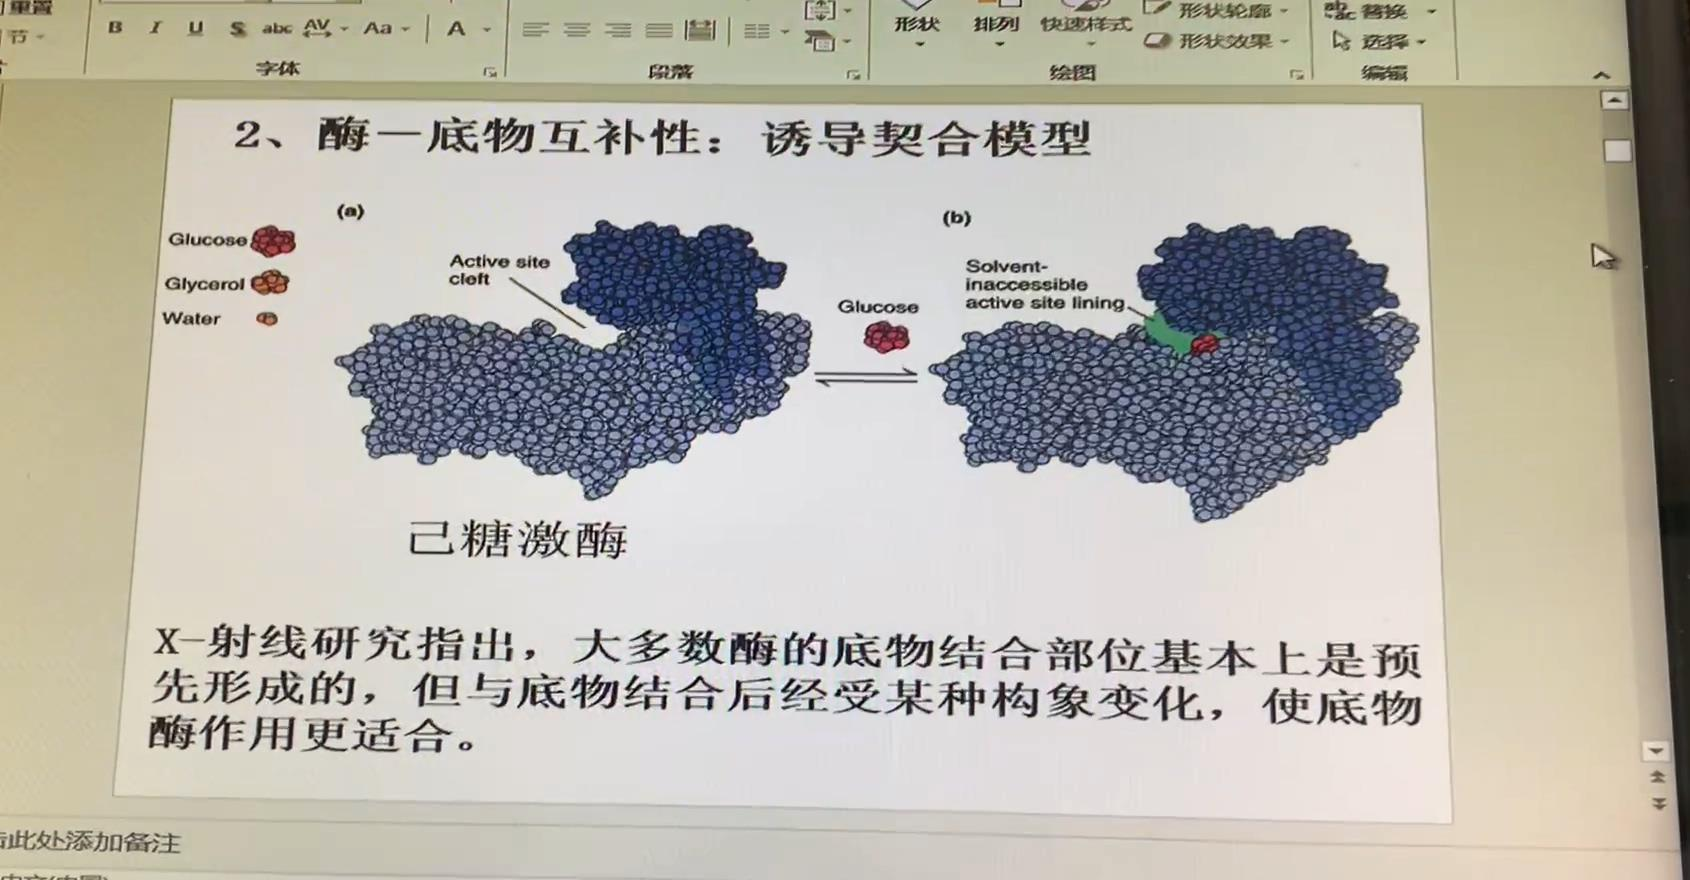 重置
节
B I U S abc AV Aa A
字体
段落
形状
排列
快速样式
形状轮廓
形状效果
绘图
替换
选择
编辑
2、酶－底物互补性：诱导契合模型
(a)
(b)
Glucose
Glycerol
Water
Active site
cleft
Glucose
Solvent-
inaccessible
active site lining
己糖激酶
X-射线研究指出，大多数酶的底物结合部位基本上是预
先形成的，但与底物结合后经受某种构象变化，使底物
酶作用更适合。
此处添加备注